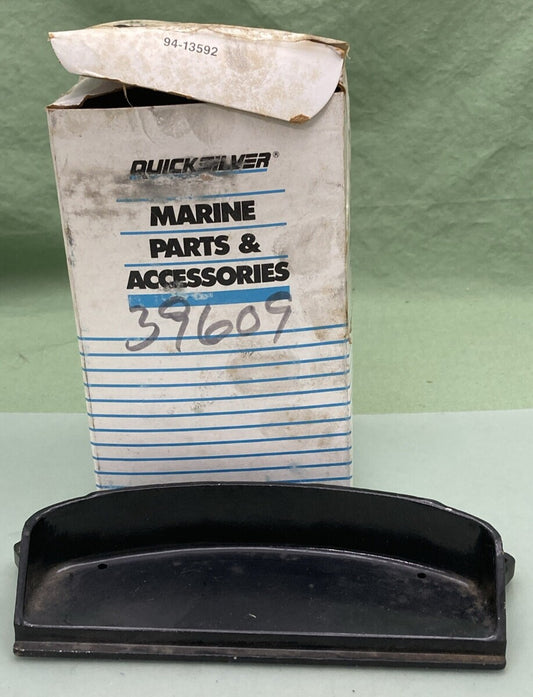 94-13592
QUICKSILVER®
MARINE
PARTS &
ACCESSORIES
39609